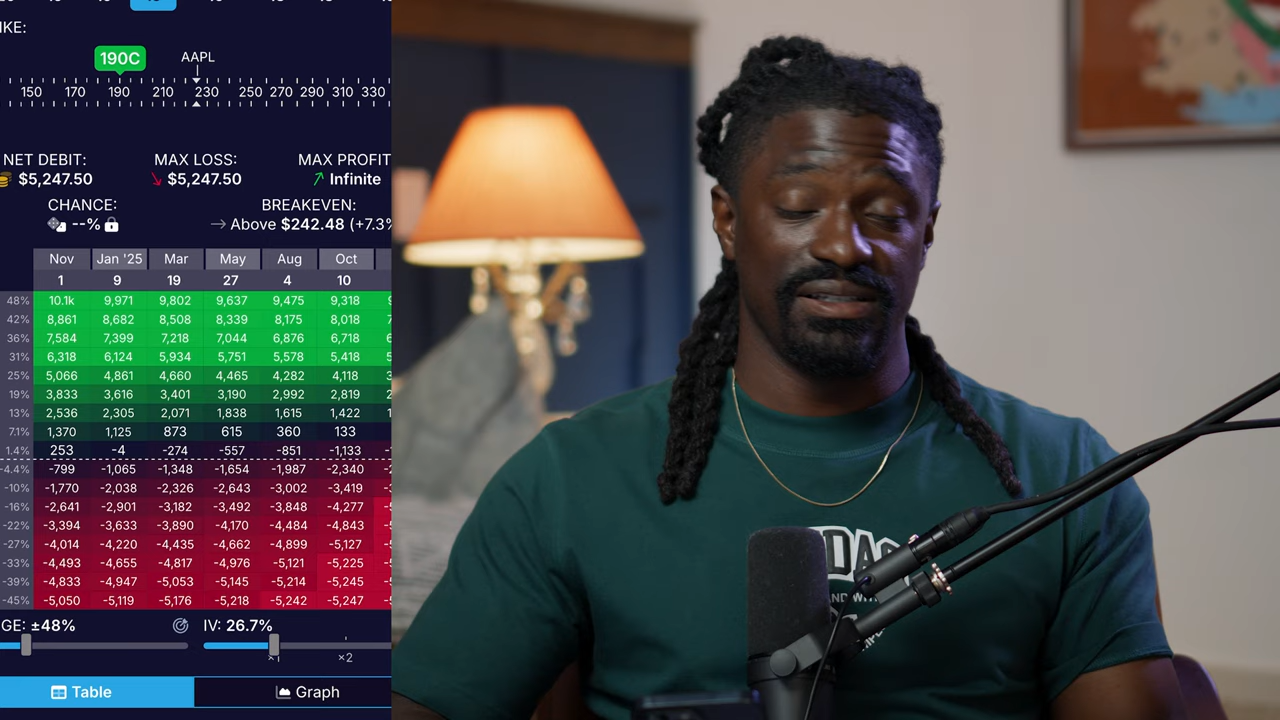 IKE:
190C
AAPL
150 170 190 210 230 250 270 290 310 330
NET DEBIT: MAX LOSS: MAX PROFIT
$5,247.50 $5,247.50 Infinite
CHANCE: BREAKEVEN:
--% Above $242.48 (+7.3%
Nov Jan '25 Mar May Aug Oct
1 9 19 27 4 10
48% 10.1k 9,971 9,802 9,637 9,475 9,318
42% 8,861 8,682 8,508 8,339 8,175 8,018
36% 7,584 7,399 7,218 7,044 6,876 6,718
31% 6,318 6,124 5,934 5,751 5,578 5,418
25% 5,066 4,861 4,660 4,465 4,282 4,118
19% 3,833 3,616 3,401 3,190 2,992 2,819
13% 2,536 2,305 2,071 1,838 1,615 1,422
7.1% 1,370 1,125 873 615 360 133
1.4% 253 -4 -274 -557 -851 -1,133
-4.4% -799 -1,065 -1,348 -1,654 -1,987 -2,340
-10% -1,770 -2,038 -2,326 -2,643 -3,002 -3,419
-16% -2,641 -2,901 -3,182 -3,492 -3,848 -4,277
-22% -3,394 -3,633 -3,890 -4,170 -4,484 -4,843
-27% -4,014 -4,220 -4,435 -4,662 -4,899 -5,127
-33% -4,493 -4,655 -4,817 -4,976 -5,121 -5,225
-39% -4,833 -4,947 -5,053 -5,145 -5,214 -5,245
-45% -5,050 -5,119 -5,176 -5,218 -5,242 -5,247
GE: ±48% IV: 26.7%
×1 ×2
Table Graph